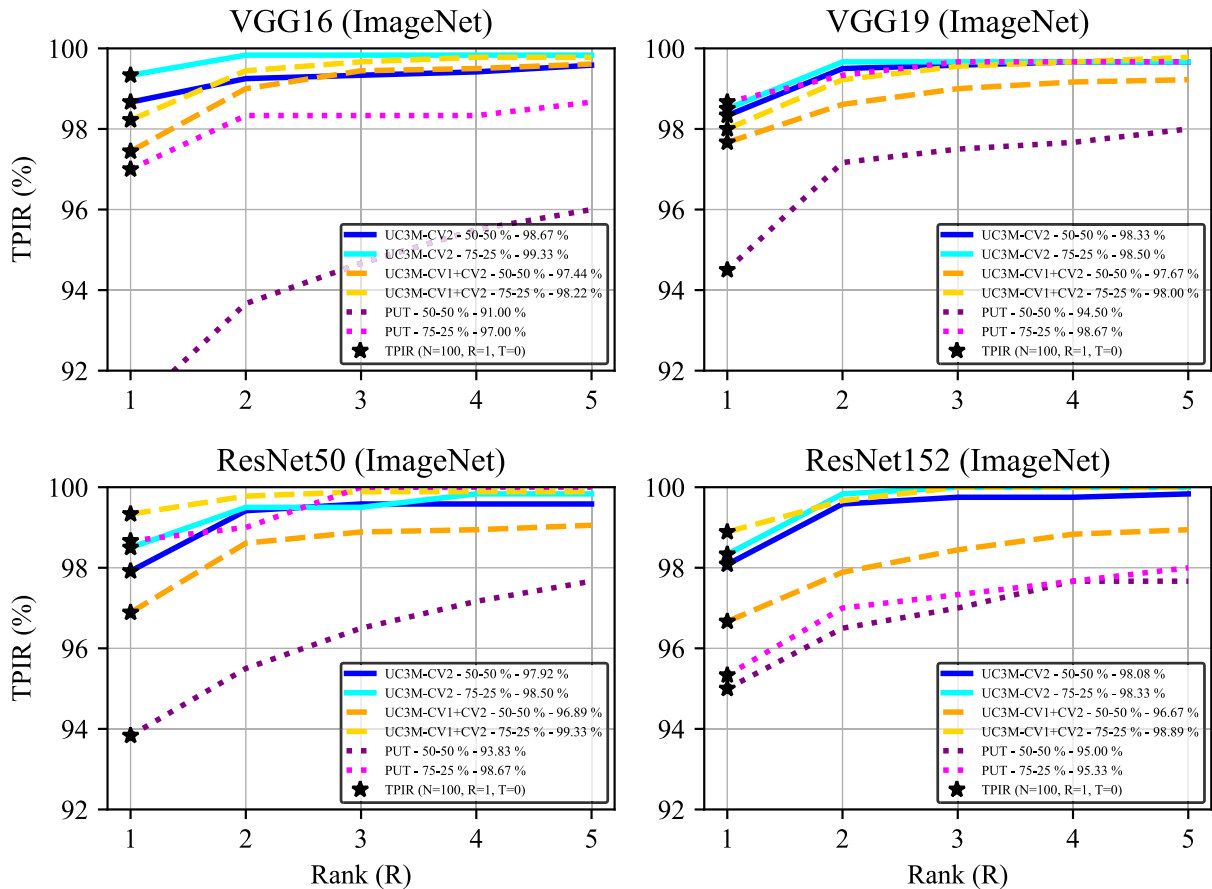 VGG16 (ImageNet)
100
98
96
94
92
TPIR (%)
UC3M-CV2 - 50-50 % - 98.67 %
UC3M-CV2 - 75-25 % - 99.33 %
UC3M-CV1+CV2 - 50-50 % - 97.44 %
UC3M-CV1+CV2 - 75-25 % - 98.22 %
PUT - 50-50 % - 91.00 %
PUT - 75-25 % - 97.00 %
TPIR (N=100, R=1, T=0)
1 2 3 4 5
VGG19 (ImageNet)
100
98
96
94
92
UC3M-CV2 - 50-50 % - 98.33 %
UC3M-CV2 - 75-25 % - 98.50 %
UC3M-CV1+CV2 - 50-50 % - 97.67 %
UC3M-CV1+CV2 - 75-25 % - 98.00 %
PUT - 50-50 % - 94.50 %
PUT - 75-25 % - 98.67 %
TPIR (N=100, R=1, T=0)
1 2 3 4 5
ResNet50 (ImageNet)
100
98
96
94
92
TPIR (%)
UC3M-CV2 - 50-50 % - 97.92 %
UC3M-CV2 - 75-25 % - 98.50 %
UC3M-CV1+CV2 - 50-50 % - 96.89 %
UC3M-CV1+CV2 - 75-25 % - 99.33 %
PUT - 50-50 % - 93.83 %
PUT - 75-25 % - 98.67 %
TPIR (N=100, R=1, T=0)
1 2 3 4 5
Rank (R)
ResNet152 (ImageNet)
100
98
96
94
92
UC3M-CV2 - 50-50 % - 98.08 %
UC3M-CV2 - 75-25 % - 98.33 %
UC3M-CV1+CV2 - 50-50 % - 96.67 %
UC3M-CV1+CV2 - 75-25 % - 98.89 %
PUT - 50-50 % - 95.00 %
PUT - 75-25 % - 95.33 %
TPIR (N=100, R=1, T=0)
1 2 3 4 5
Rank (R)